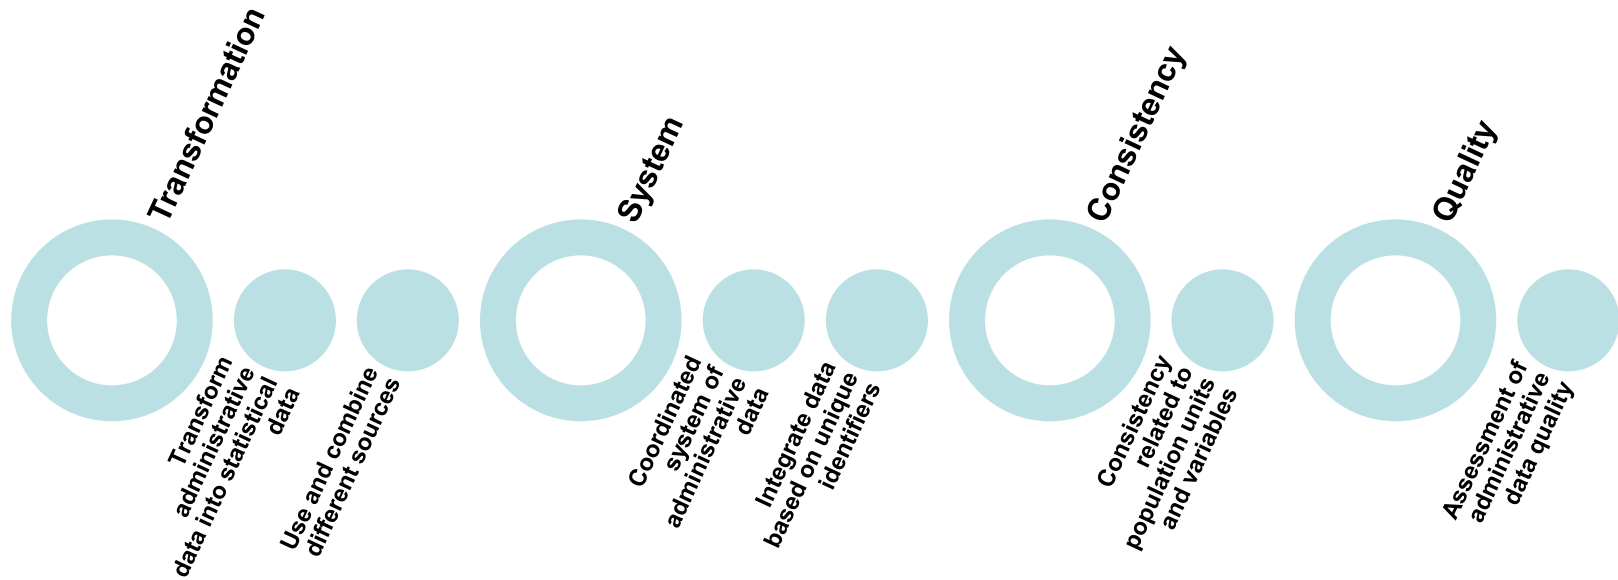 Transformation
Transform
administrative
data into statistical
data
Use and combine
different sources
System
Coordinated
system of
administrative
data
Integrate data
based on unique
identifiers
Consistency
Consistency
related to
population units
and variables
Quality
Assessment of
administrative
data quality